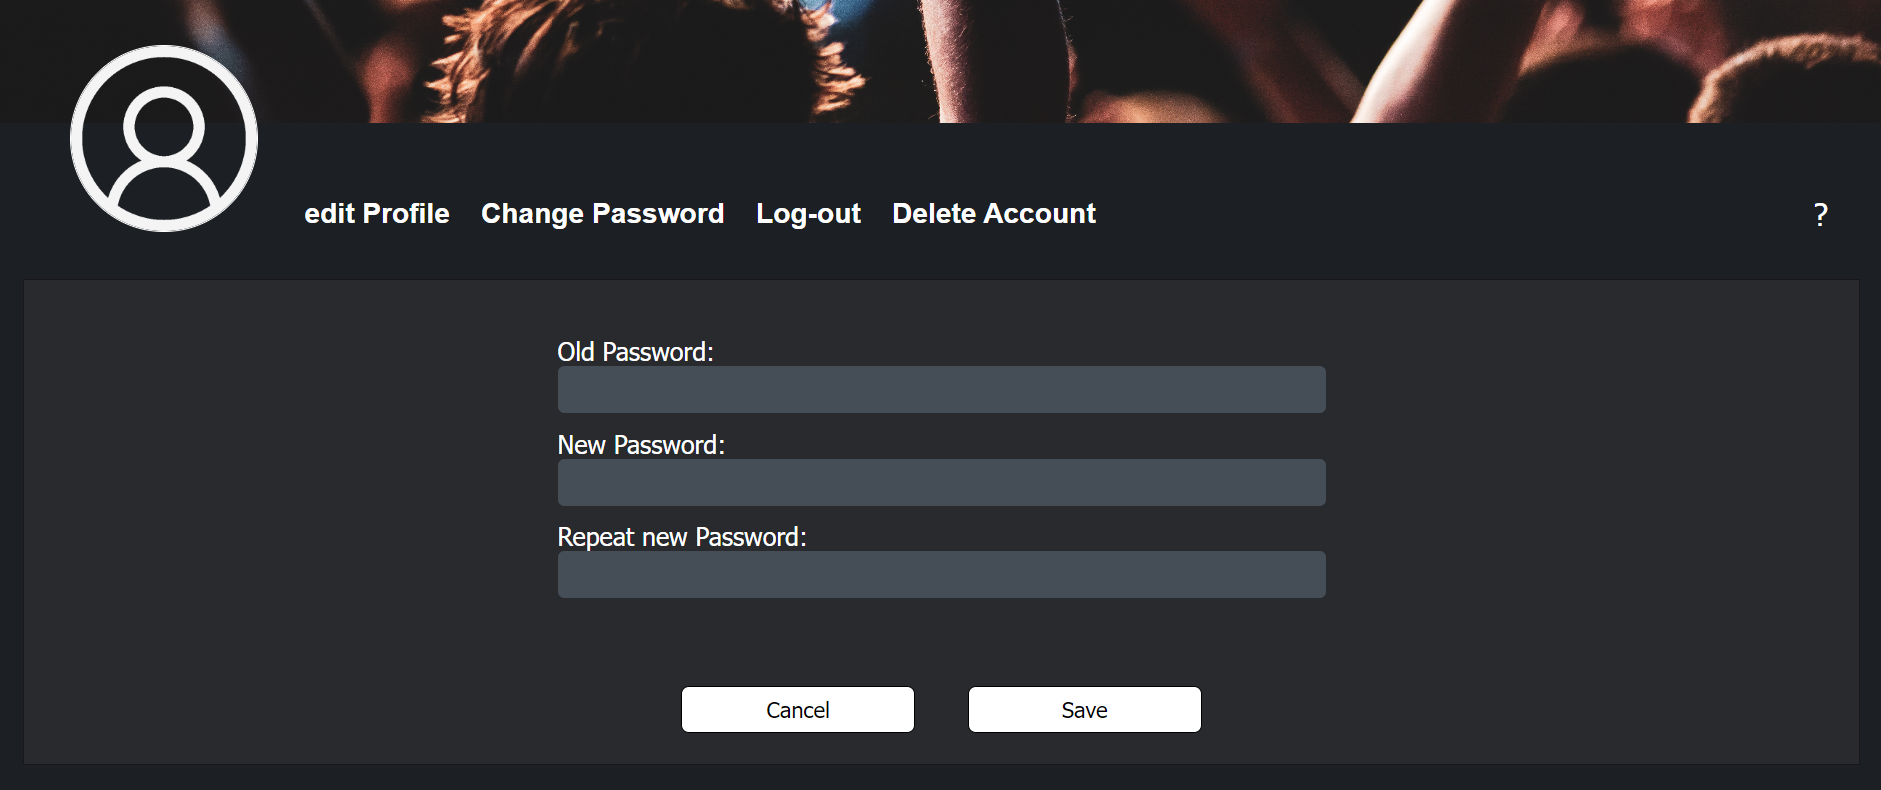 edit Profile Change Password Log-out Delete Account ?
Old Password:
New Password:
Repeat new Password:
Cancel Save